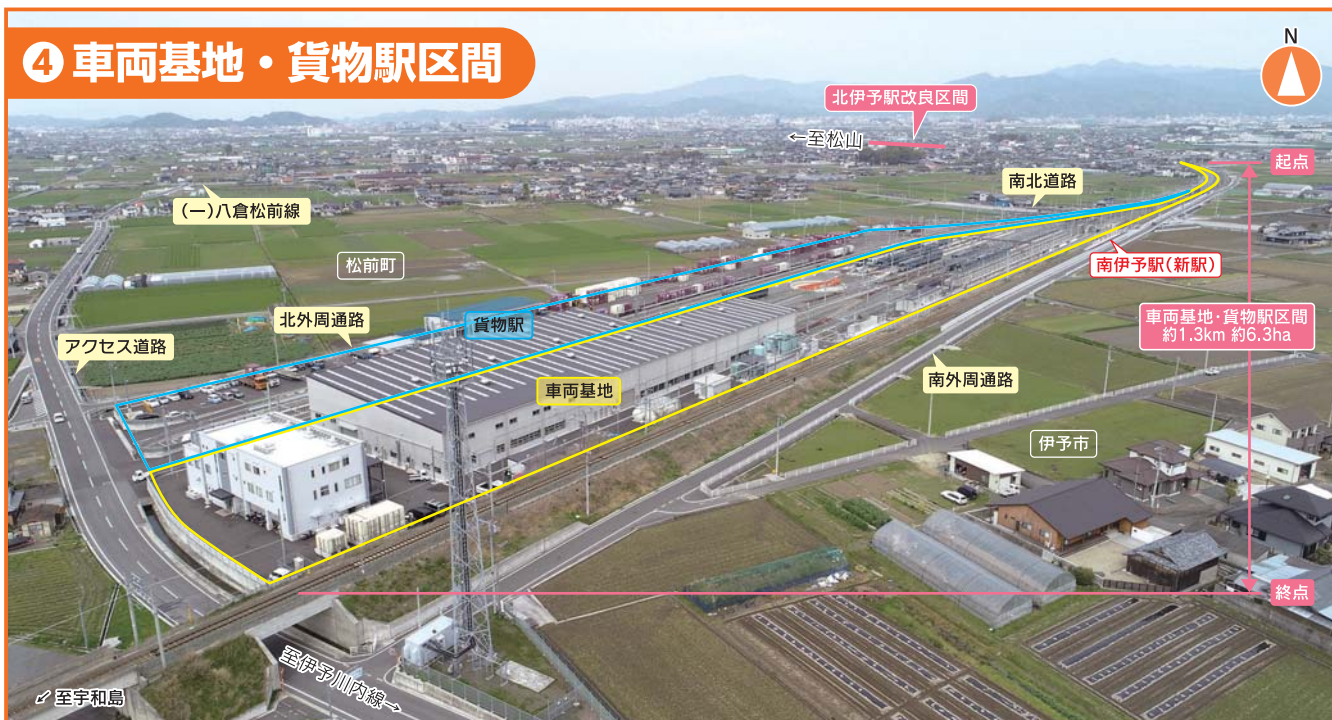 ❹ 車両基地・貨物駅区間
N
北伊予駅改良区間
←至松山
起点
南北道路
(一)八倉松前線
松前町
南伊予駅(新駅)
北外周通路
貨物駅
車両基地・貨物駅区間
約1.3km 約6.3ha
アクセス道路
車両基地
南外周通路
伊予市
終点
至伊予川内線→
↙ 至宇和島